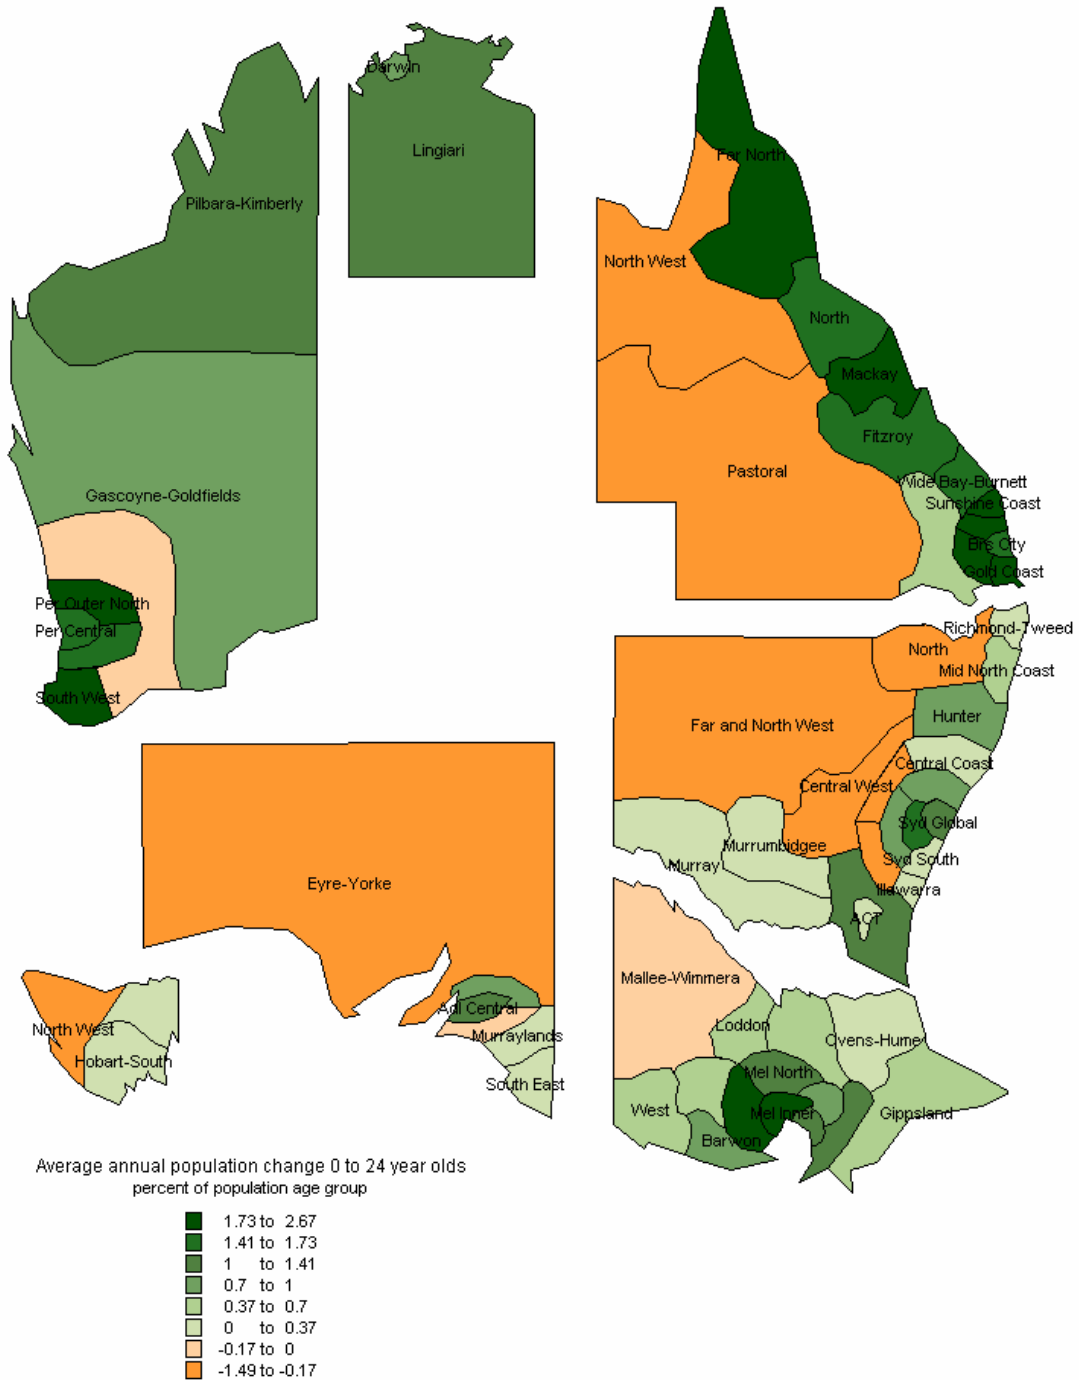 Darwin
Far North
Lingiari
Pilbara-Kimberly
North West
North
Mackay
Fitzroy
Pastoral
Wide Bay-Burnett
Gascoyne-Goldfields
Sunshine Coast
Brs City
Gold Coast
Per Outer North
Per Central
Richmond-Tweed
North
Mid North Coast
South West
Hunter
Far and North West
Central Coast
Central West
Syd Global
Murrumbidgee
Syd South
Murray
Eyre-Yorke
Illawarra
ACT
Mallee-Wimmera
Adl Central
Loddon
North West
Murraylands
Ovens-Hume
Hobart-South
Mel North
South East
West
Mel Inner
Gippsland
Barwon
Average annual population change 0 to 24 year olds
percent of population age group
1.73 to 2.67
1.41 to 1.73
1 to 1.41
0.7 to 1
0.37 to 0.7
0 to 0.37
-0.17 to 0
-1.49 to -0.17